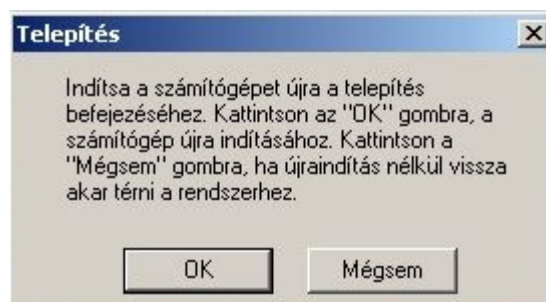 Telepítés
Indítsa a számítógépet újra a telepítés
befejezéséhez. Kattintson az "OK" gombra, a
számítógép újra indításához. Kattintson a
"Mégsem" gombra, ha újraindítás nélkül vissza
akar térni a rendszerhez.
OK
Mégsem